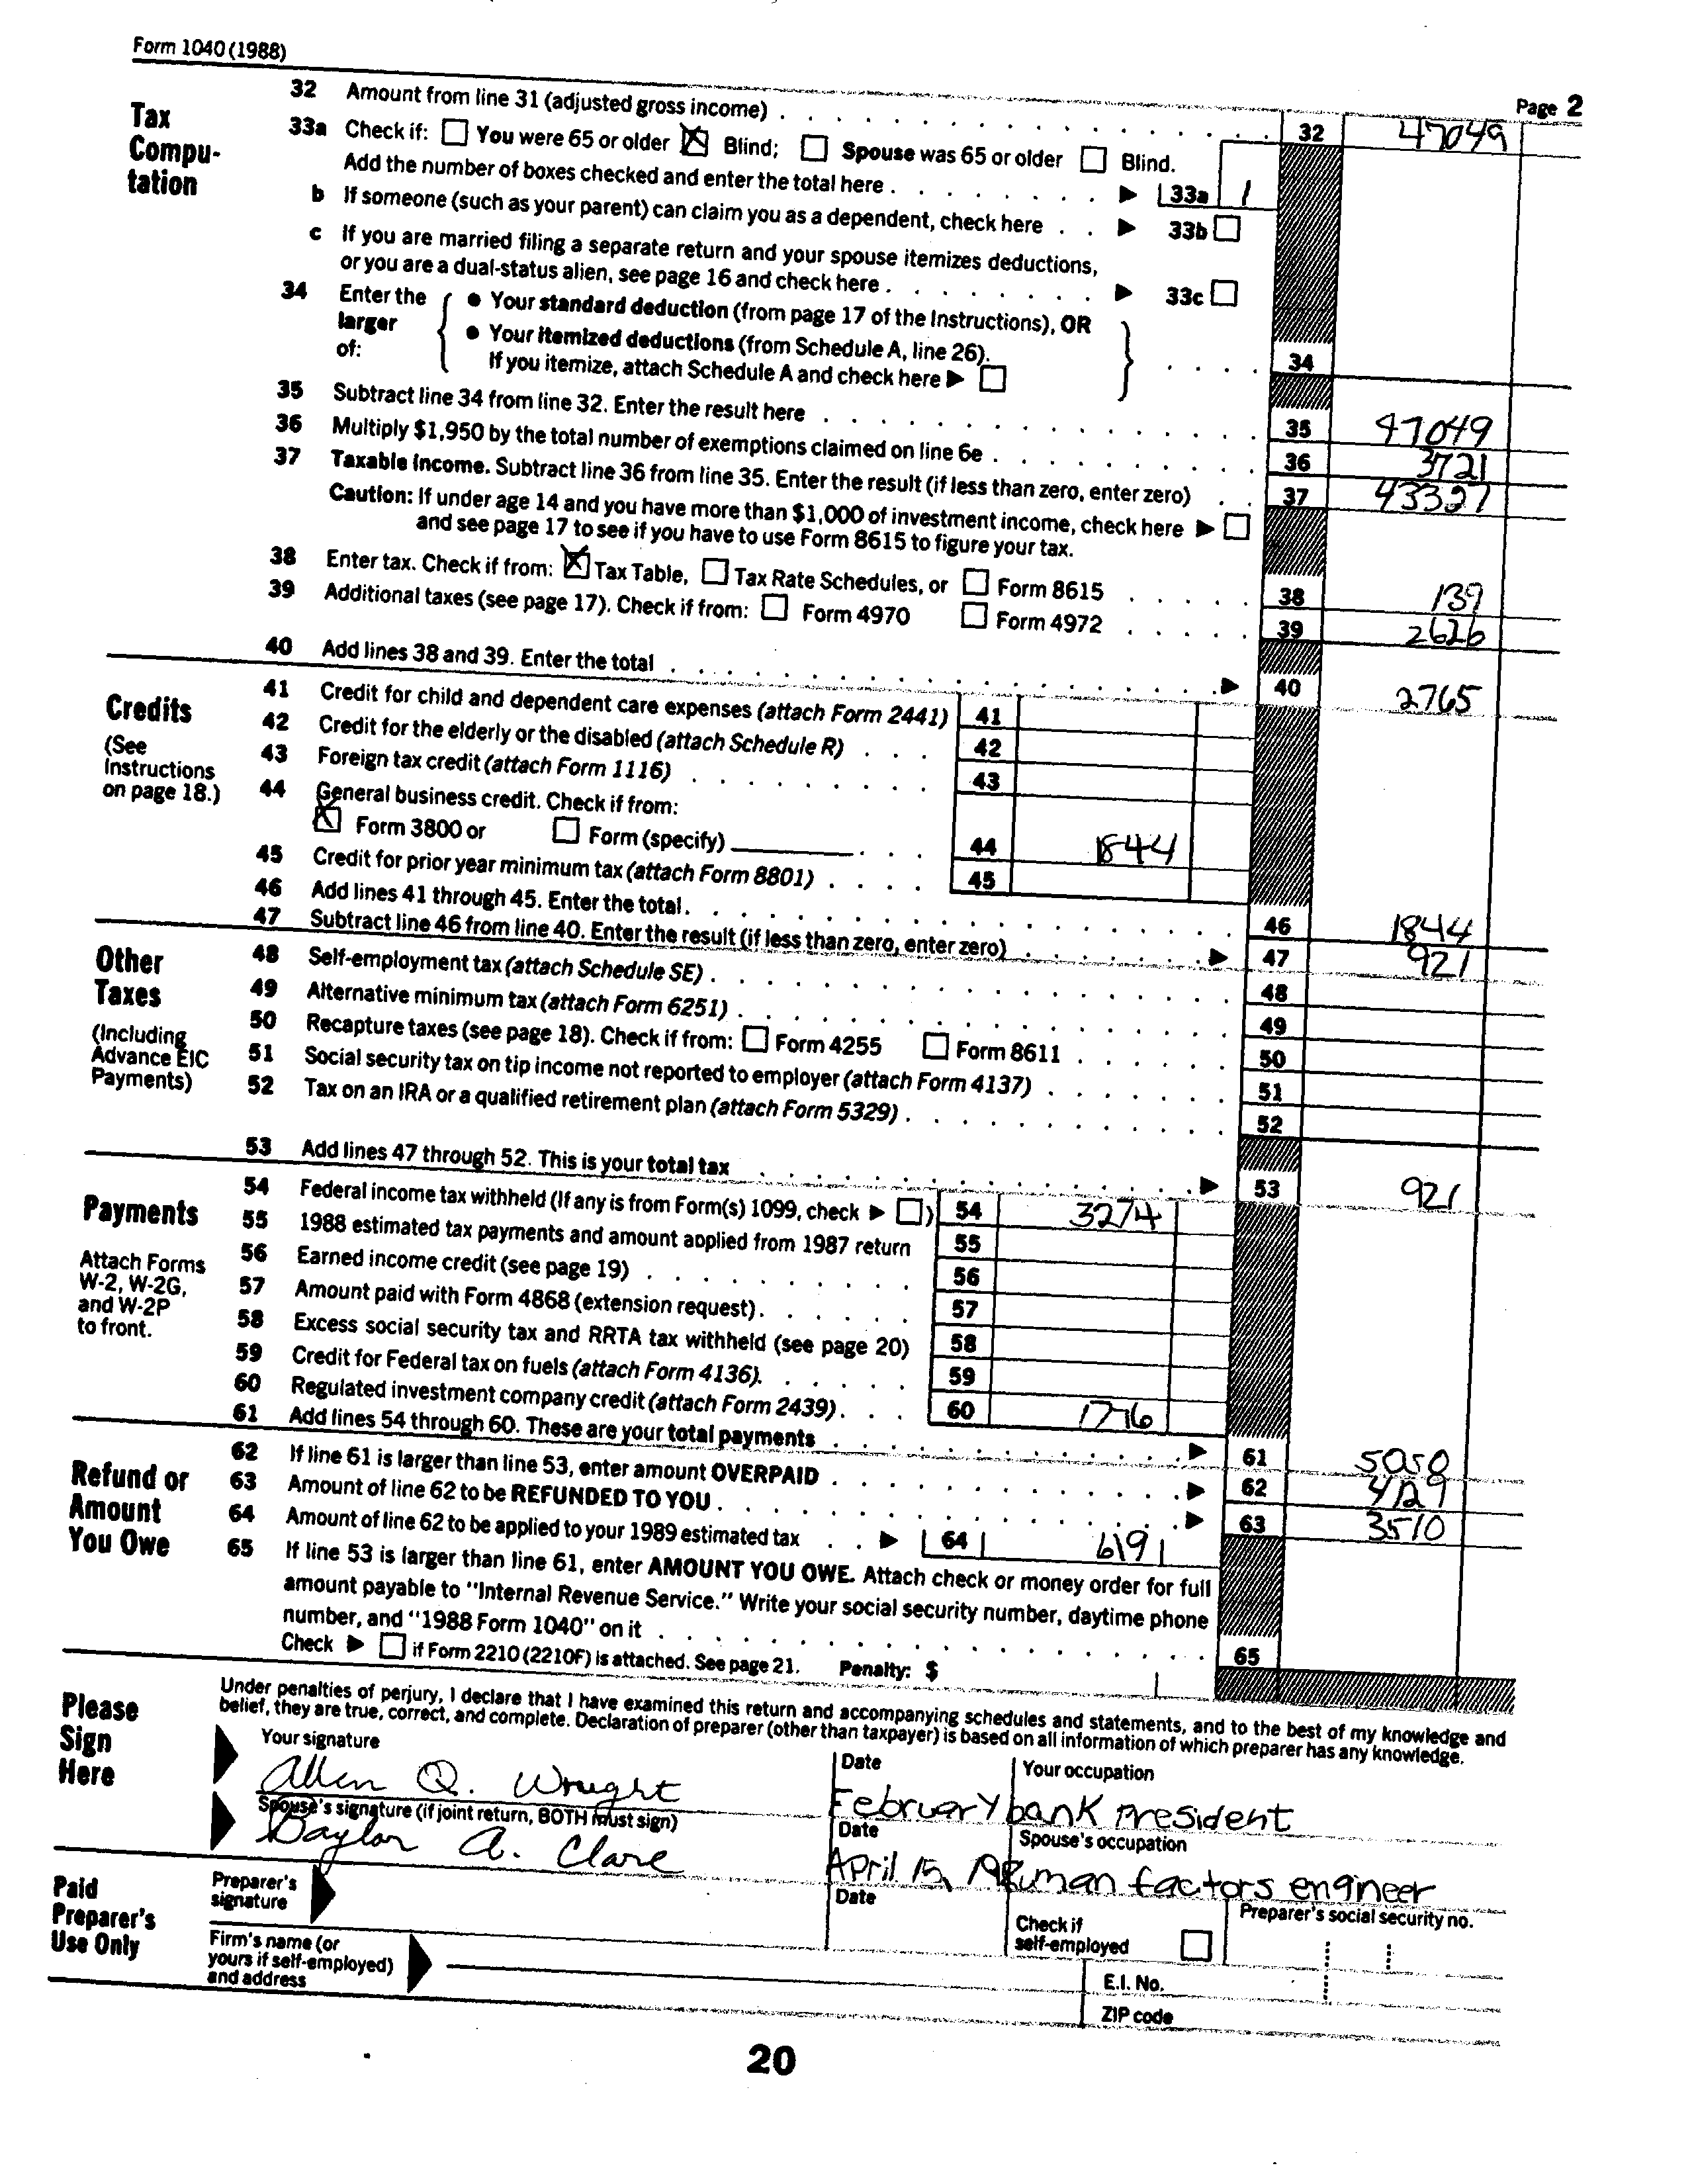 Form 1040 (1988)
Page 2
Tax Compu- tation
32 Amount from line 31 (adjusted gross income) 32 47049
33a Check if: You were 65 or older Blind; Spouse was 65 or older Blind.
Add the number of boxes checked and enter the total here 33a 1
b If someone (such as your parent) can claim you as a dependent, check here 33b
c If you are married filing a separate return and your spouse itemizes deductions,
or you are a dual-status alien, see page 16 and check here 33c
34 Enter the larger of:
• Your standard deduction (from page 17 of the Instructions), OR
• Your itemized deductions (from Schedule A, line 26).
If you itemize, attach Schedule A and check here 34
35 Subtract line 34 from line 32. Enter the result here 35 47049
36 Multiply $1,950 by the total number of exemptions claimed on line 6e 36 3721
37 Taxable income. Subtract line 36 from line 35. Enter the result (if less than zero, enter zero) 37 43327
Caution: If under age 14 and you have more than $1,000 of investment income, check here
and see page 17 to see if you have to use Form 8615 to figure your tax.
38 Enter tax. Check if from: Tax Table, Tax Rate Schedules, or Form 8615 38 139
39 Additional taxes (see page 17). Check if from: Form 4970 Form 4972 39 2626
40 Add lines 38 and 39. Enter the total 40 2765
Credits
(See Instructions on page 18.)
41 Credit for child and dependent care expenses (attach Form 2441) 41
42 Credit for the elderly or the disabled (attach Schedule R) 42
43 Foreign tax credit (attach Form 1116) 43
44 General business credit. Check if from:
Form 3800 or Form (specify) 44 1844
45 Credit for prior year minimum tax (attach Form 8801) 45
46 Add lines 41 through 45. Enter the total 46 1844
47 Subtract line 46 from line 40. Enter the result (if less than zero, enter zero) 47 921
Other Taxes
(Including Advance EIC Payments)
48 Self-employment tax (attach Schedule SE) 48
49 Alternative minimum tax (attach Form 6251) 49
50 Recapture taxes (see page 18). Check if from: Form 4255 Form 8611 50
51 Social security tax on tip income not reported to employer (attach Form 4137) 51
52 Tax on an IRA or a qualified retirement plan (attach Form 5329) 52
53 Add lines 47 through 52. This is your total tax 53 921
Payments
Attach Forms W-2, W-2G, and W-2P to front.
54 Federal income tax withheld (If any is from Form(s) 1099, check ) 54 3274
55 1988 estimated tax payments and amount applied from 1987 return 55
56 Earned income credit (see page 19) 56
57 Amount paid with Form 4868 (extension request) 57
58 Excess social security tax and RRTA tax withheld (see page 20) 58
59 Credit for Federal tax on fuels (attach Form 4136) 59
60 Regulated investment company credit (attach Form 2439) 60 1776
61 Add lines 54 through 60. These are your total payments 61 5050
Refund or Amount You Owe
62 If line 61 is larger than line 53, enter amount OVERPAID 62 4129
63 Amount of line 62 to be REFUNDED TO YOU 63 3510
64 Amount of line 62 to be applied to your 1989 estimated tax 64 619
65 If line 53 is larger than line 61, enter AMOUNT YOU OWE. Attach check or money order for full
amount payable to "Internal Revenue Service." Write your social security number, daytime phone
number, and "1988 Form 1040" on it 65
Check if Form 2210 (2210F) is attached. See page 21. Penalty: $
Please Sign Here
Under penalties of perjury, I declare that I have examined this return and accompanying schedules and statements, and to the best of my knowledge and
belief, they are true, correct, and complete. Declaration of preparer (other than taxpayer) is based on all information of which preparer has any knowledge.
Your signature Date Your occupation
Allen Q. Wright February bank President
Spouse's signature (if joint return, BOTH must sign) Date Spouse's occupation
Baylor A. Clare April 15, human factors engineer
Paid Preparer's Use Only
Preparer's signature Date Check if self-employed Preparer's social security no.
Firm's name (or yours if self-employed) and address
E.I. No.
ZIP code
20